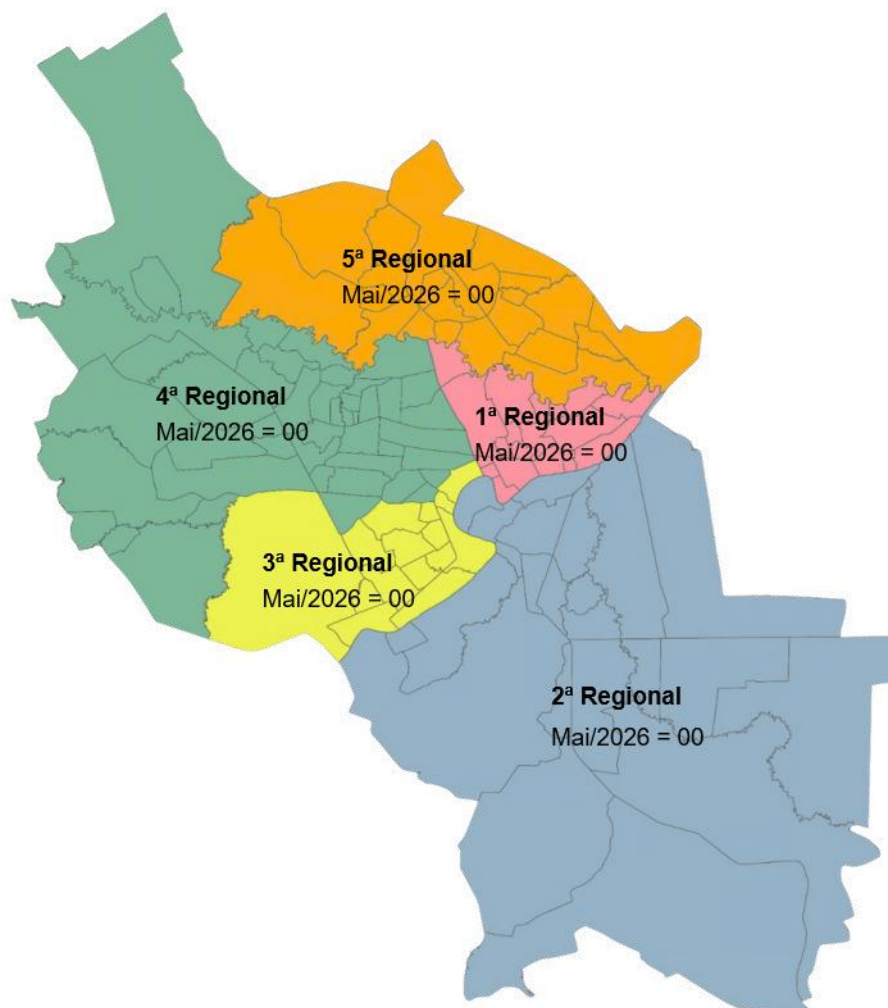 5ª Regional
Mai/2026 = 00
4ª Regional
Mai/2026 = 00
1ª Regional
Mai/2026 = 00
3ª Regional
Mai/2026 = 00
2ª Regional
Mai/2026 = 00